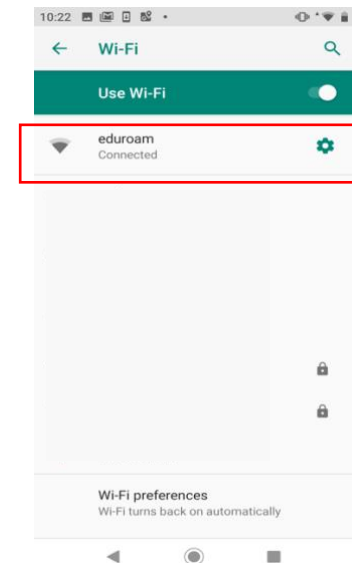 10:22
Wi-Fi
Use Wi-Fi
eduroam
Connected
Wi-Fi preferences
Wi-Fi turns back on automatically